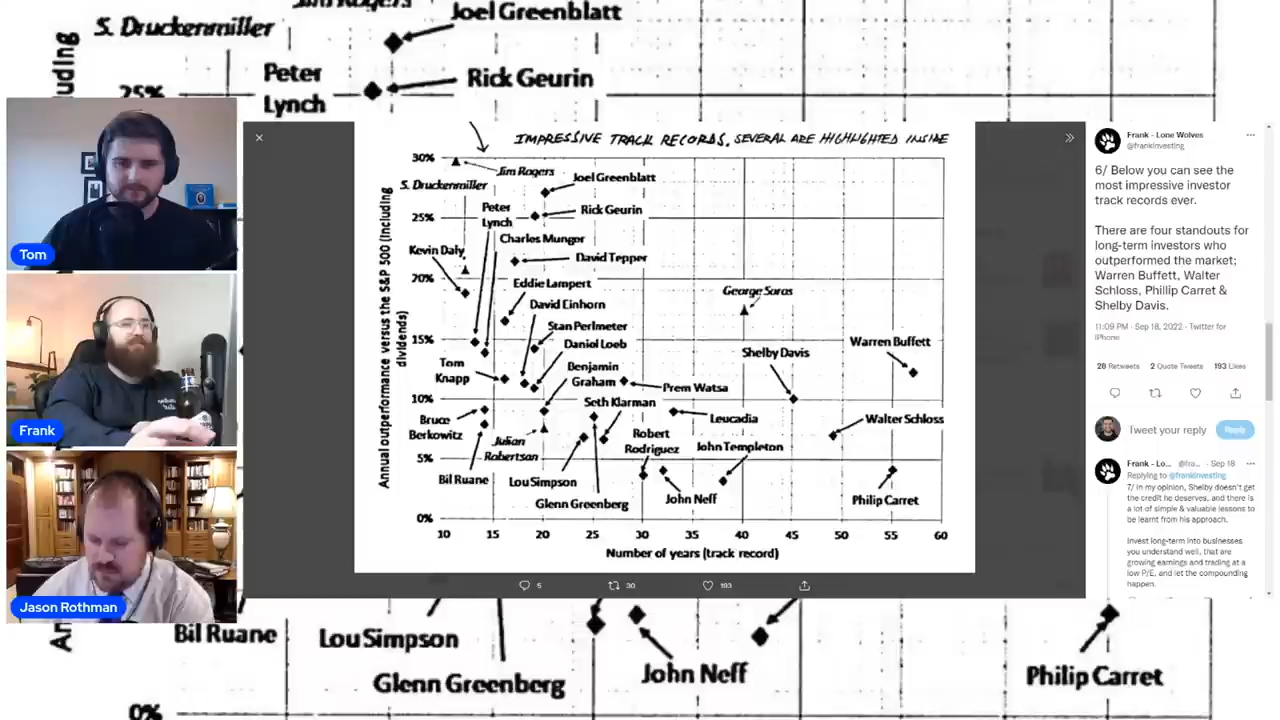 Jim Rogers
Joel Greenblatt
S. Druckenmiller
25%
Peter
Lynch
Rick Geurin
IMPRESSIVE TRACK RECORDS. SEVERAL ARE HIGHLIGHTED INSIDE
30%
Jim Rogers
Joel Greenblatt
S. Druckenmiller
25%
Peter
Lynch
Rick Geurin
Charles Mungor
Kevin Daly
David Tepper
20%
Eddie Lampert
George Soros
David Einhorn
Stan Perlmeter
15%
Daniel Loeb
Shelby Davis
Warren Buffett
Tom
Knapp
Benjamin
Graham
Prem Watsa
10%
Seth Klarman
Leucadia
Walter Schloss
Bruce
Berkowitz
Julian
Robertson
Robert
Rodriguez
John Templeton
5%
Bil Ruane
Lou Simpson
Glenn Greenberg
John Neff
Philip Carret
0%
10 15 20 25 30 35 40 45 50 55 60
Number of years (track record)
Annual outperformance versus the S&P 500 (including
dividends)
5
30
193
Tom
Frank
Jason Rothman
Frank - Lone Wolves
@frankinvesting
6/ Below you can see the
most impressive investor
track records ever.
There are four standouts for
long-term investors who
outperformed the market;
Warren Buffett, Walter
Schloss, Phillip Carret &
Shelby Davis.
11:09 PM · Sep 18, 2022 · Twitter for
iPhone
28 Retweets 2 Quote Tweets 193 Likes
Tweet your reply
Reply
Frank - Lo... @fra... · Sep 18
Replying to @frankinvesting
7/ in my opinion, Shelby doesn't get
the credit he deserves, and there is
a lot of simple & valuable lessons to
be learnt from his approach.
Invest long-term into businesses
you understand well, that are
growing earnings and trading at a
low P/E, and let the compounding
happen.
Bil Ruane
Lou Simpson
Glenn Greenberg
John Neff
Philip Carret
0%